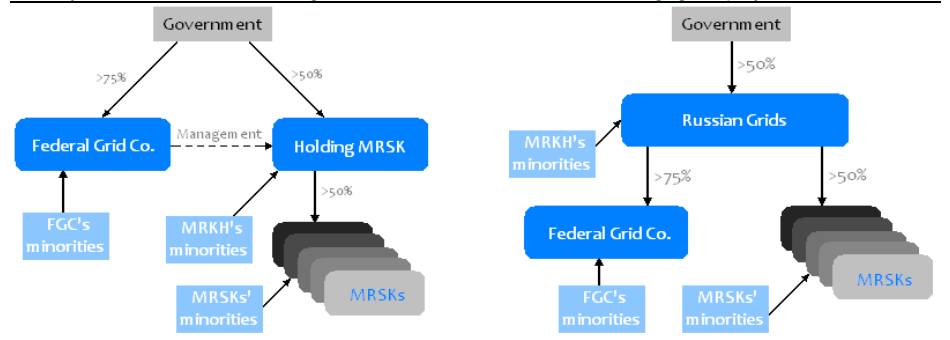 Government
>75%
>50%
Federal Grid Co.
Management
Holding MRSK
>50%
FGC's
minorities
MRKH's
minorities
MRSKs'
minorities
MRSKs
Government
>50%
Russian Grids
MRKH's
minorities
>75%
>50%
Federal Grid Co.
FGC's
minorities
MRSKs'
minorities
MRSKs